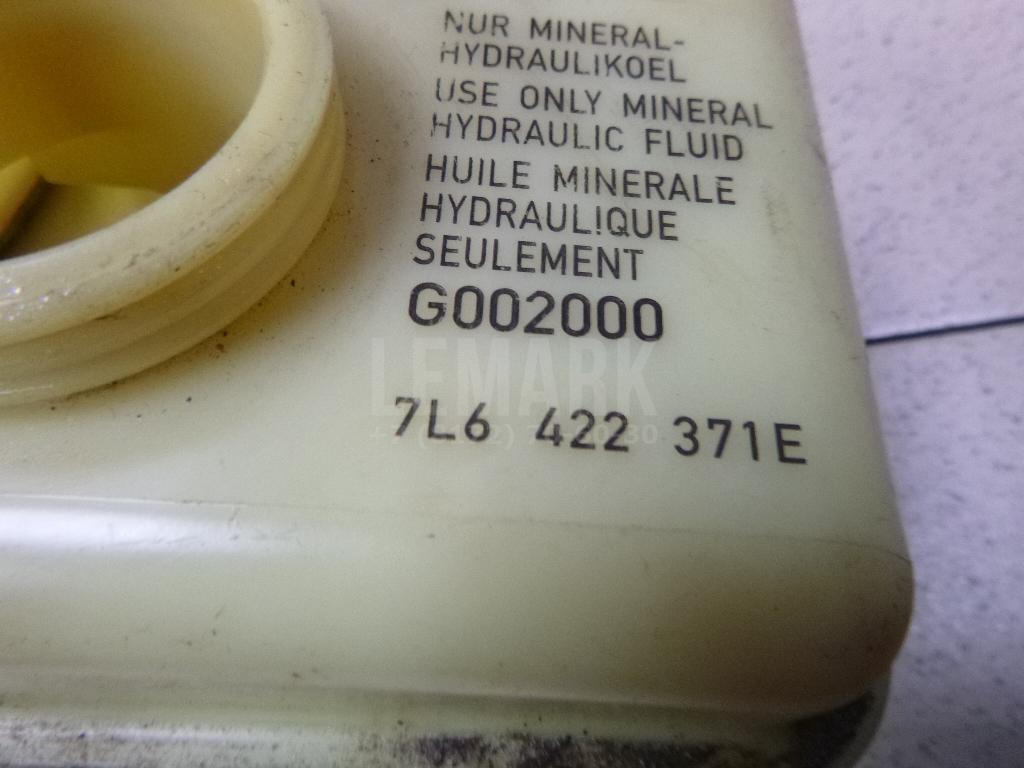 NUR MINERAL-
HYDRAULIKOEL
USE ONLY MINERAL
HYDRAULIC FLUID
HUILE MINERALE
HYDRAULIQUE
SEULEMENT
G002000
LEMARK
7L6 422 371E